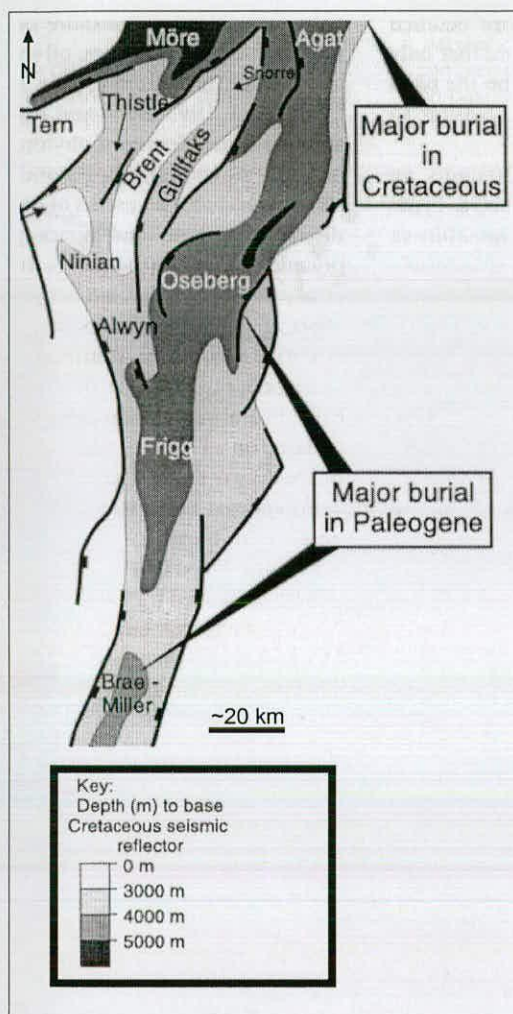 Möre
Agat
N
Snorre
Thistle
Tern
Brent
Gullfaks
Major burial
in
Cretaceous
Ninian
Oseberg
Alwyn
Frigg
Major burial
in Paleogene
Brae -
Miller
~20 km
Key:
Depth (m) to base
Cretaceous seismic
reflector
0 m
3000 m
4000 m
5000 m